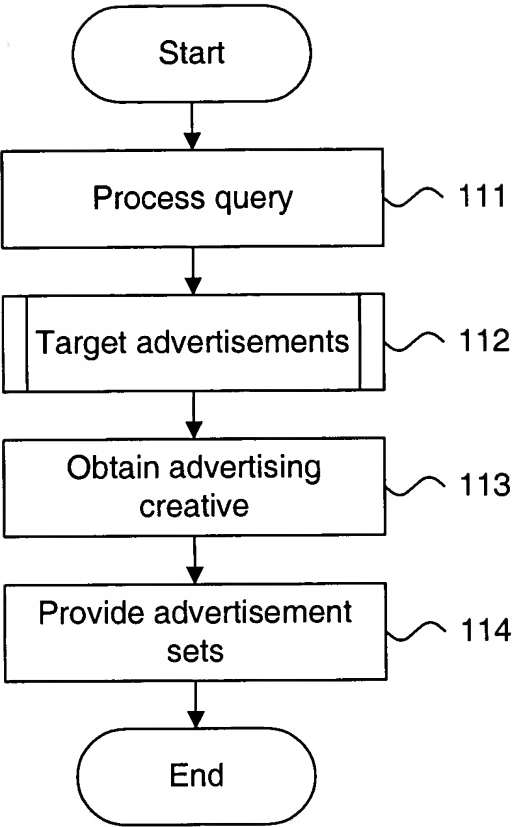 Start
Process query
111
Target advertisements
112
Obtain advertising
creative
113
Provide advertisement
sets
114
End